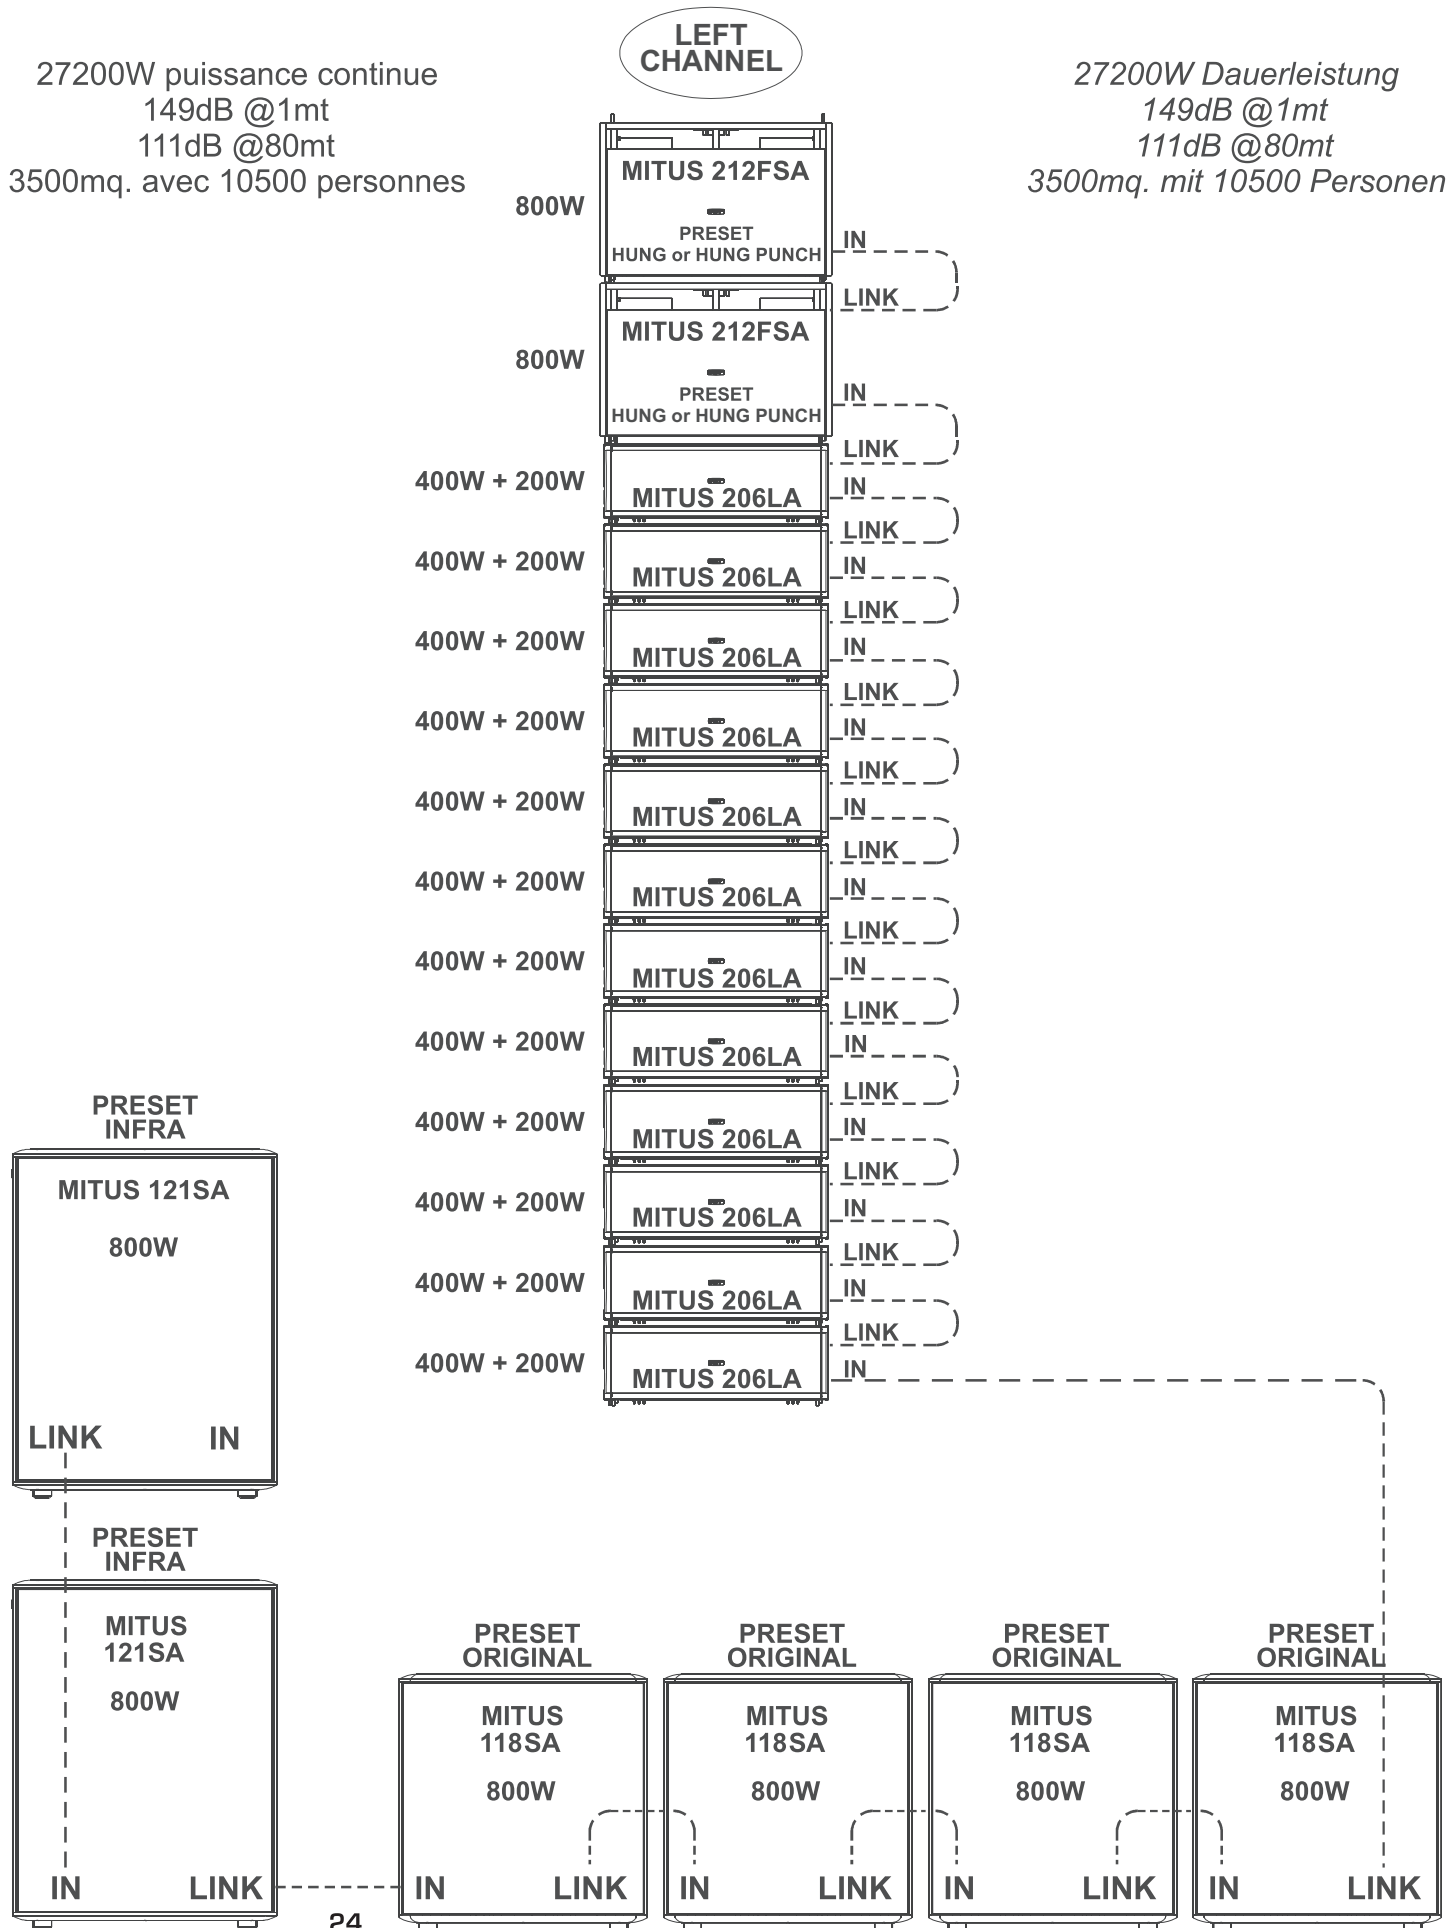 LEFT
CHANNEL
27200W puissance continue
149dB @1mt
111dB @80mt
3500mq. avec 10500 personnes
27200W Dauerleistung
149dB @1mt
111dB @80mt
3500mq. mit 10500 Personen
MITUS 212FSA
800W
PRESET
HUNG or HUNG PUNCH
IN
LINK
MITUS 212FSA
800W
PRESET
HUNG or HUNG PUNCH
IN
LINK
400W + 200W
MITUS 206LA
IN
LINK
400W + 200W
MITUS 206LA
IN
LINK
400W + 200W
MITUS 206LA
IN
LINK
400W + 200W
MITUS 206LA
IN
LINK
400W + 200W
MITUS 206LA
IN
LINK
400W + 200W
MITUS 206LA
IN
LINK
400W + 200W
MITUS 206LA
IN
LINK
400W + 200W
MITUS 206LA
IN
LINK
400W + 200W
MITUS 206LA
IN
LINK
400W + 200W
MITUS 206LA
IN
LINK
400W + 200W
MITUS 206LA
IN
LINK
400W + 200W
MITUS 206LA
IN
PRESET
INFRA
MITUS 121SA
800W
LINK IN
PRESET
INFRA
MITUS
121SA
800W
IN LINK
PRESET
ORIGINAL
MITUS
118SA
800W
IN LINK
PRESET
ORIGINAL
MITUS
118SA
800W
IN LINK
PRESET
ORIGINAL
MITUS
118SA
800W
IN LINK
PRESET
ORIGINAL
MITUS
118SA
800W
IN LINK
24